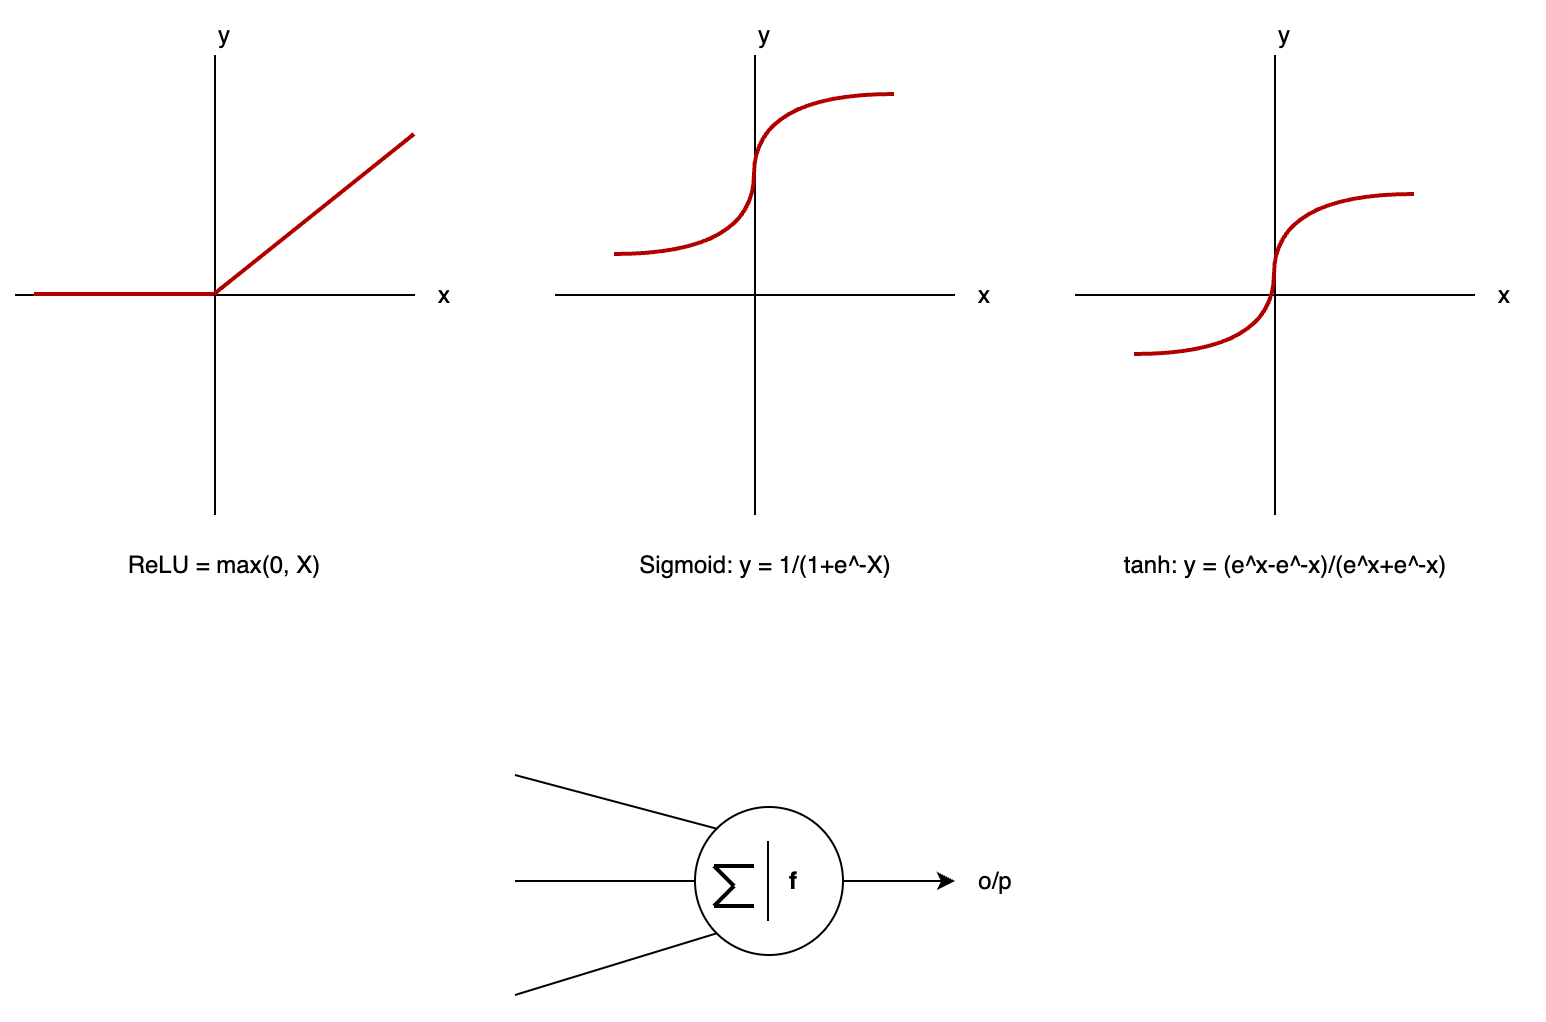 y
y
y
x
x
x
ReLU = max(0, X)
Sigmoid: y = 1/(1+e^-X)
tanh: y = (e^x-e^-x)/(e^x+e^-x)
∑ f
o/p